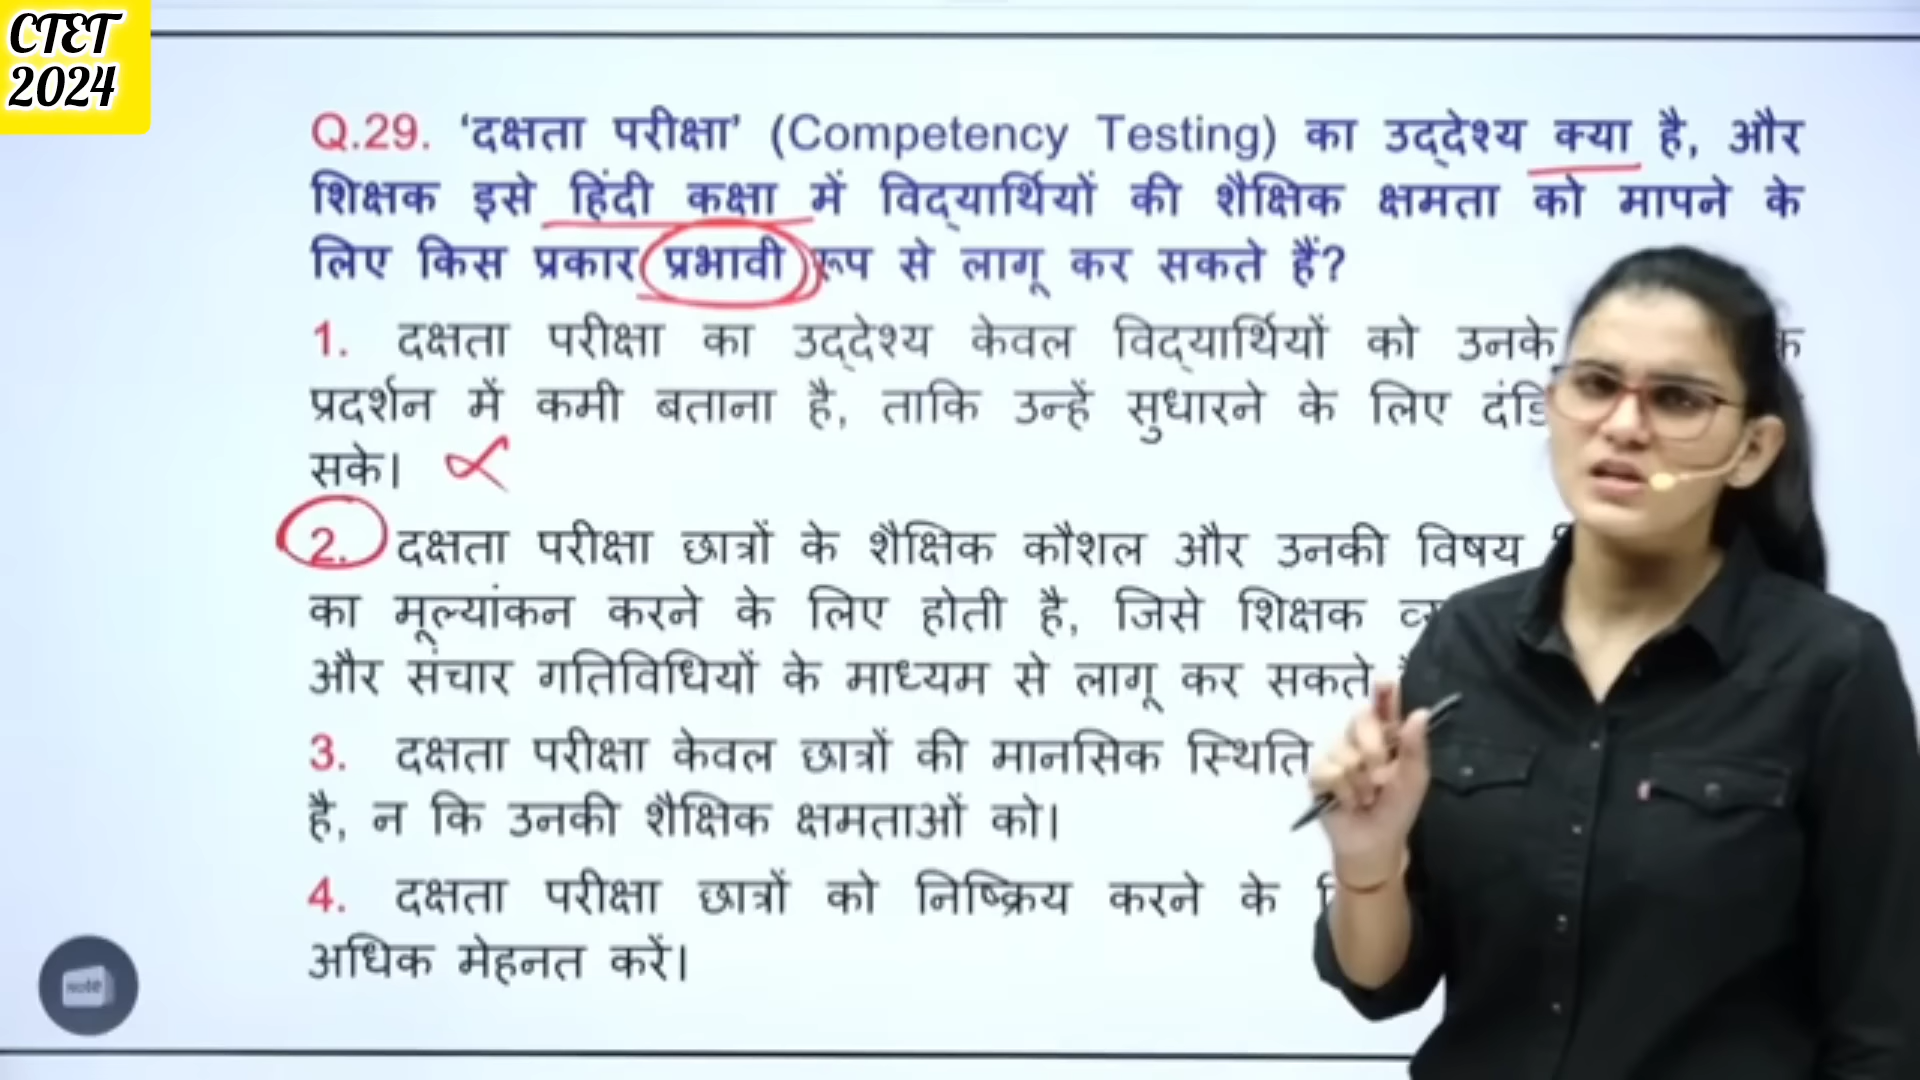 CTET
2024
Q.29. ‘दक्षता परीक्षा’ (Competency Testing) का उद्देश्य क्या है, और
शिक्षक इसे हिंदी कक्षा में विद्यार्थियों की शैक्षिक क्षमता को मापने के
लिए किस प्रकार प्रभावी रूप से लागू कर सकते हैं?
1. दक्षता परीक्षा का उद्देश्य केवल विद्यार्थियों को उनके
प्रदर्शन में कमी बताना है, ताकि उन्हें सुधारने के लिए
सके।
2. दक्षता परीक्षा छात्रों के शैक्षिक कौशल और उनकी विषय
का मूल्यांकन करने के लिए होती है, जिसे शिक्षक
और संचार गतिविधियों के माध्यम से लागू कर सकते
3. दक्षता परीक्षा केवल छात्रों की मानसिक स्थिति
है, न कि उनकी शैक्षिक क्षमताओं को।
4. दक्षता परीक्षा छात्रों को निष्क्रिय करने के
अधिक मेहनत करें।
Note